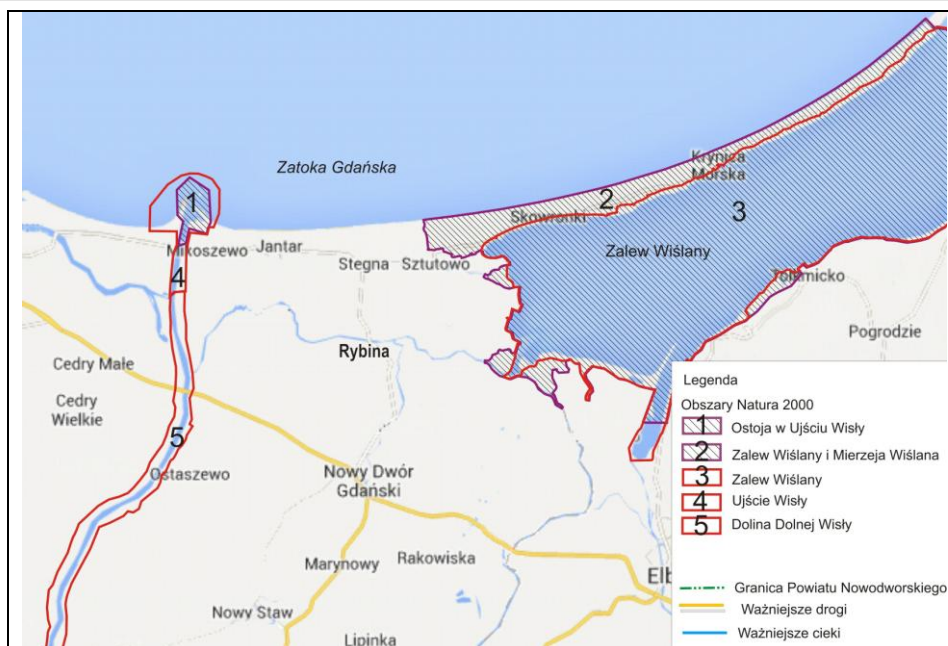 1
Zatoka Gdańska
Krynica
Morska
2
Skowronki
3
Mikoszewo
Jantar
Zalew Wiślany
4
Stegna
Sztutowo
Tolkmicko
Pogrodzie
Rybina
Cedry Małe
Cedry
Wielkie
5
Ostaszewo
Nowy Dwór
Gdański
Marynowy
Rakowiska
Elb
Nowy Staw
Lipinka
Legenda
Obszary Natura 2000
1 Ostoja w Ujściu Wisły
2 Zalew Wiślany i Mierzeja Wiślana
3 Zalew Wiślany
4 Ujście Wisły
5 Dolina Dolnej Wisły
Granica Powiatu Nowodworskiego
Ważniejsze drogi
Ważniejsze cieki